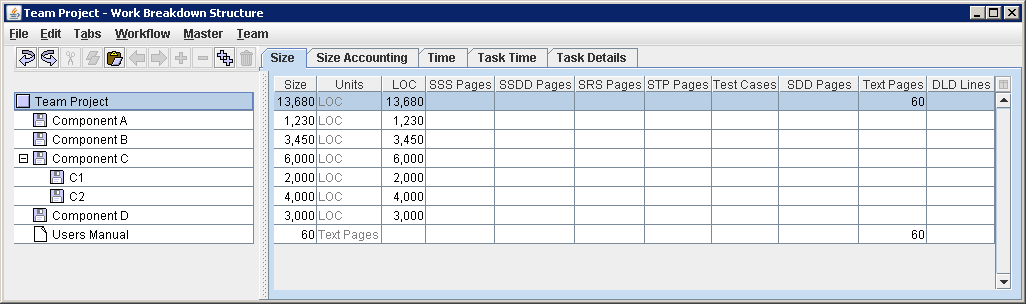 Team Project - Work Breakdown Structure
File Edit Tabs Workflow Master Team
Size Size Accounting Time Task Time Task Details
Size Units LOC SSS Pages SSDD Pages SRS Pages STP Pages Test Cases SDD Pages Text Pages DLD Lines
Team Project 13,680 LOC 13,680 60
Component A 1,230 LOC 1,230
Component B 3,450 LOC 3,450
Component C 6,000 LOC 6,000
C1 2,000 LOC 2,000
C2 4,000 LOC 4,000
Component D 3,000 LOC 3,000
Users Manual 60 Text Pages 60